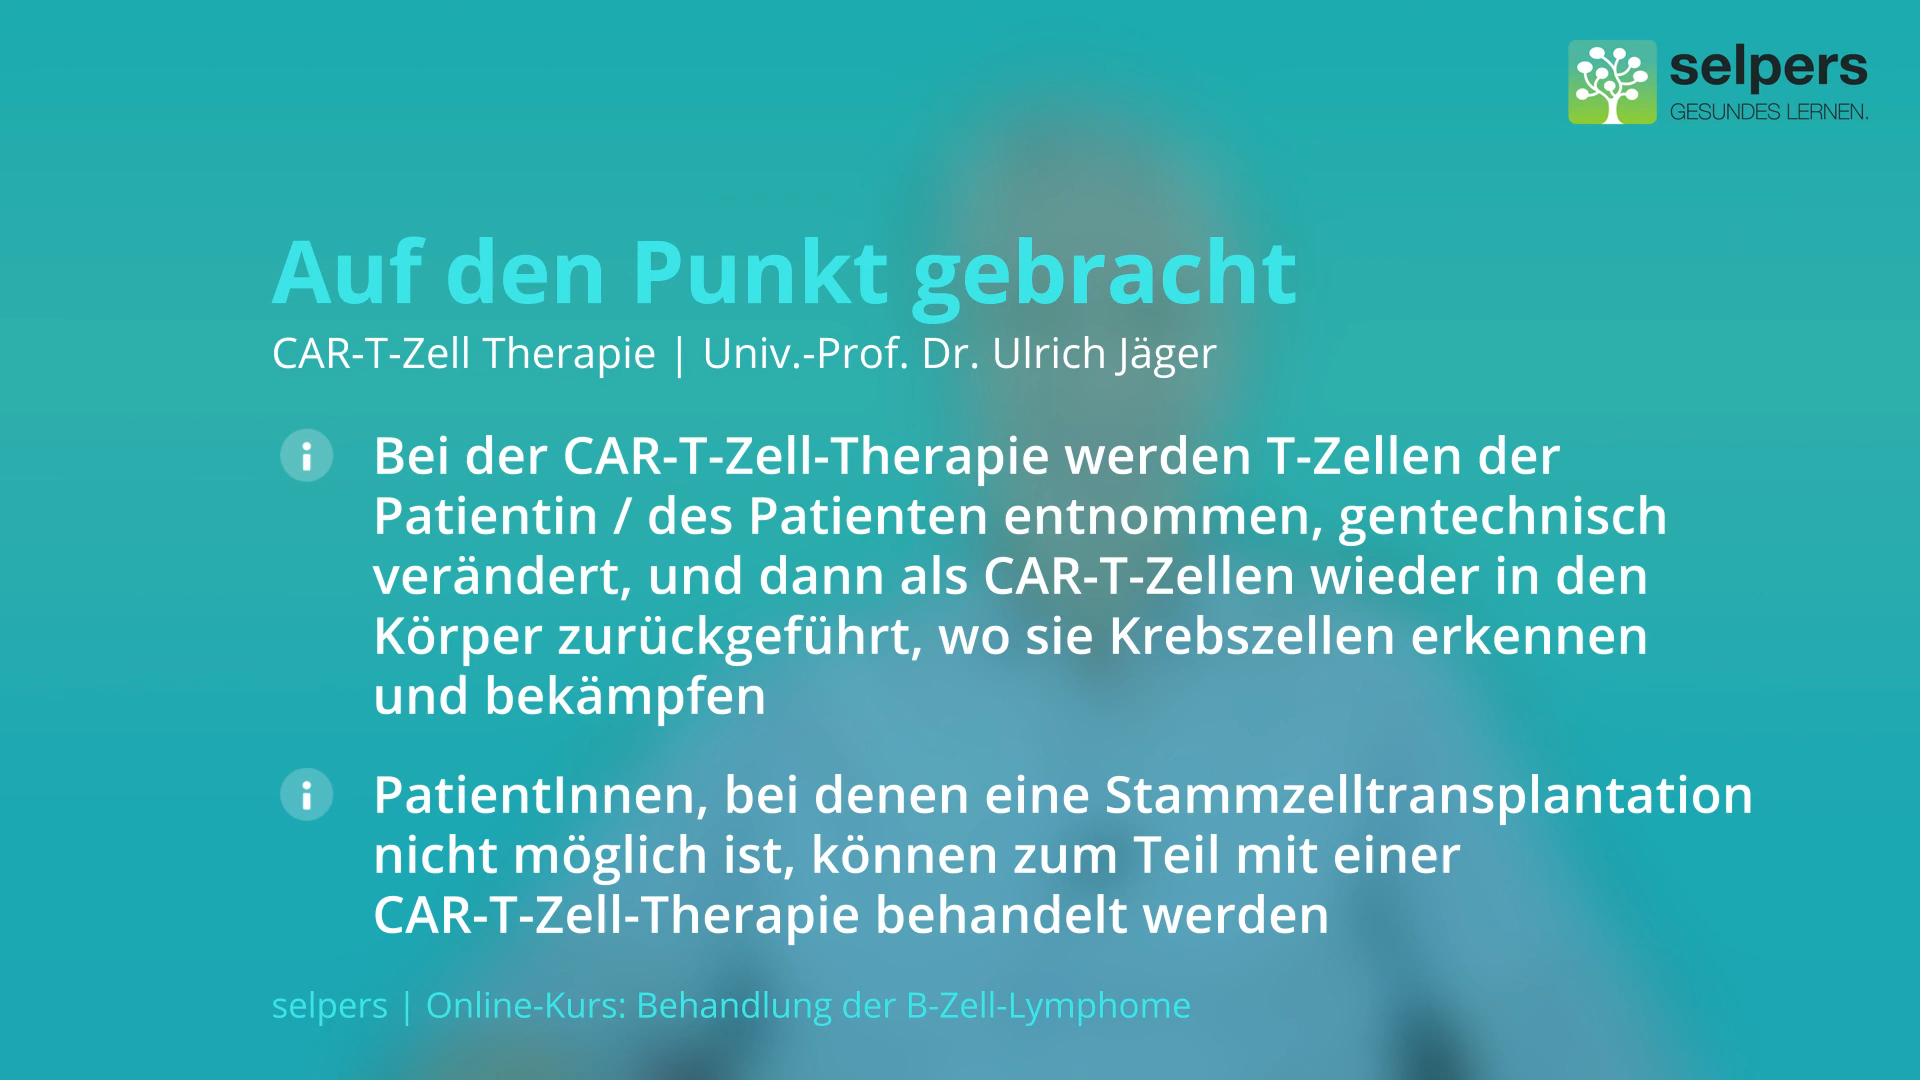 selpers
GESUNDES LERNEN.
Auf den Punkt gebracht
CAR-T-Zell Therapie | Univ.-Prof. Dr. Ulrich Jäger
Bei der CAR-T-Zell-Therapie werden T-Zellen der
Patientin / des Patienten entnommen, gentechnisch
verändert, und dann als CAR-T-Zellen wieder in den
Körper zurückgeführt, wo sie Krebszellen erkennen
und bekämpfen
PatientInnen, bei denen eine Stammzelltransplantation
nicht möglich ist, können zum Teil mit einer
CAR-T-Zell-Therapie behandelt werden
selpers | Online-Kurs: Behandlung der B-Zell-Lymphome